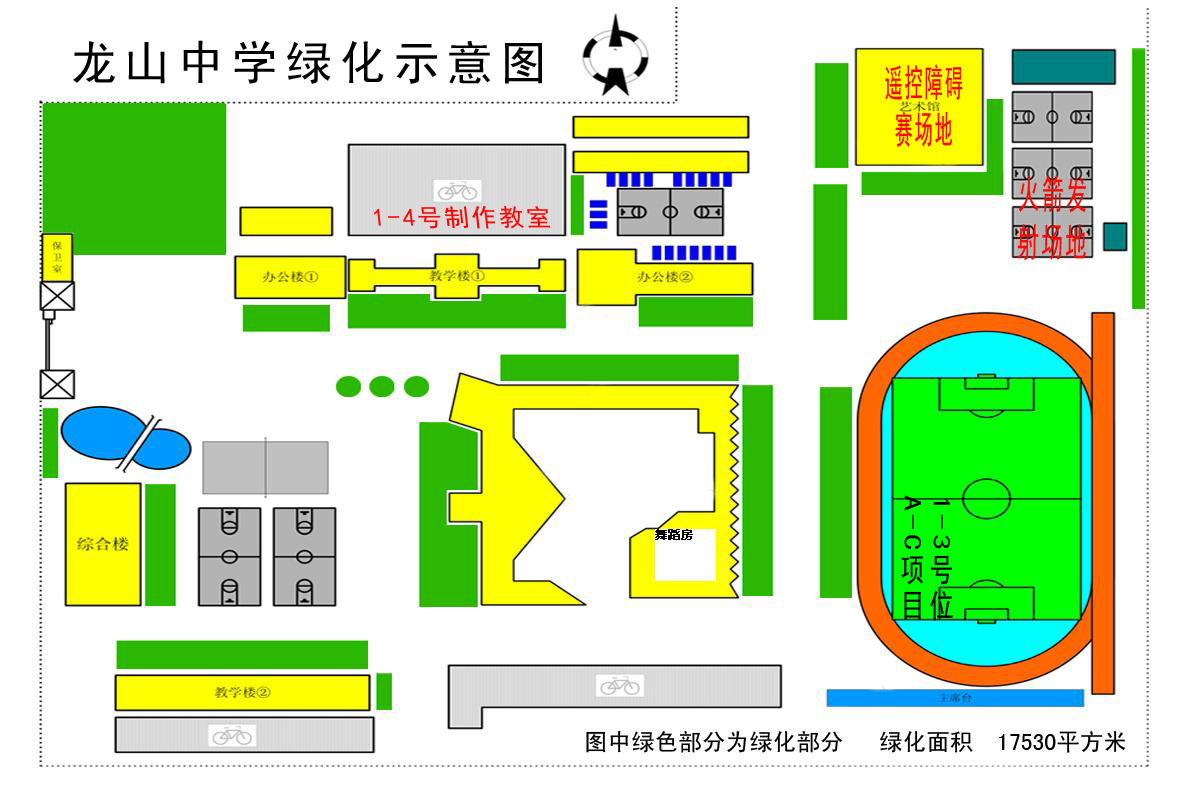 龙山中学绿化示意图
遥控障碍
艺术馆
赛场地
火箭发
射场地
1-4号制作教室
保卫室
办公楼①
教学楼①
办公楼②
综合楼
舞蹈房
1-3号
A-C项目位
教学楼②
主席台
图中绿色部分为绿化部分 绿化面积 17530平方米